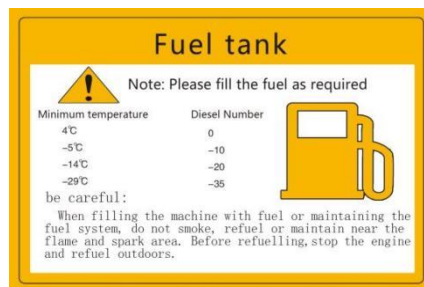 Fuel tank
Note: Please fill the fuel as required
Minimum temperature Diesel Number
4℃ 0
-5℃ -10
-14℃ -20
-29℃ -35
be careful:
When filling the machine with fuel or maintaining the
fuel system, do not smoke, refuel or maintain near the
flame and spark area. Before refuelling, stop the engine
and refuel outdoors.